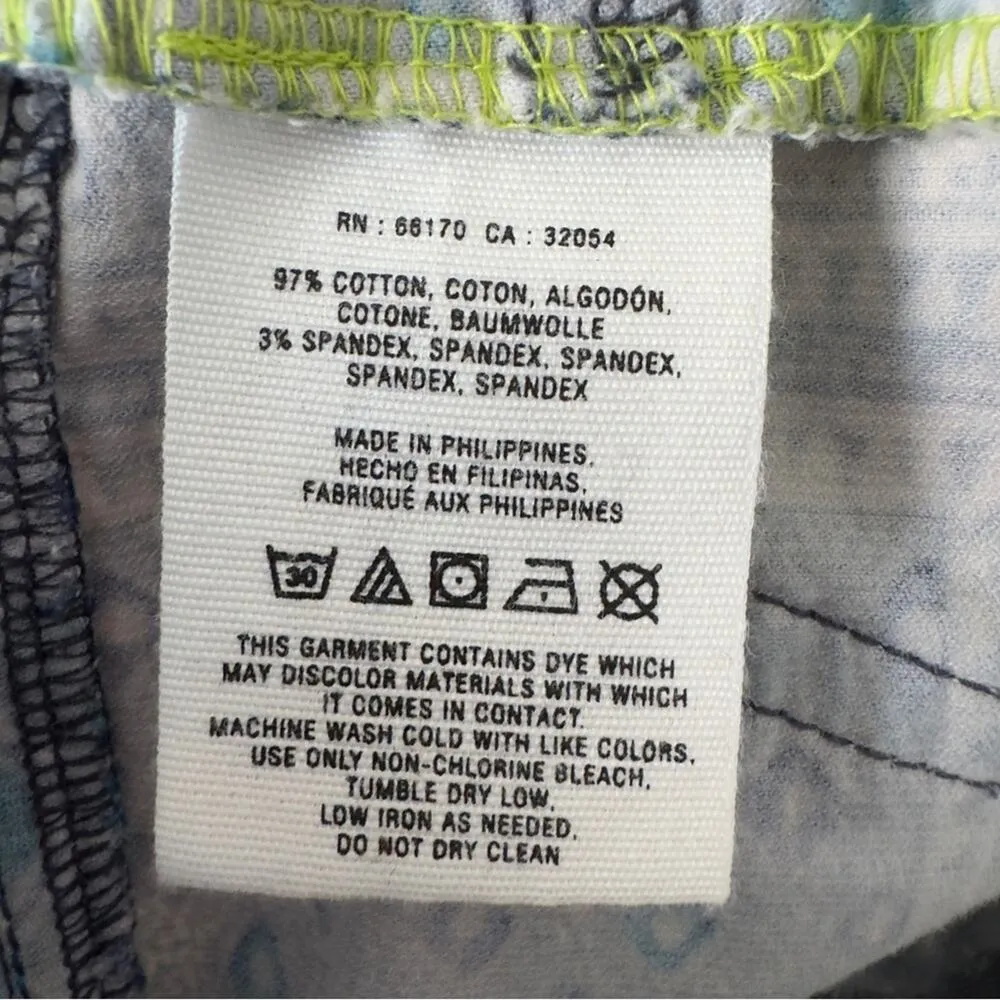 RN : 66170 CA : 32054
97% COTTON, COTON, ALGODÓN,
COTONE, BAUMWOLLE
3% SPANDEX, SPANDEX, SPANDEX,
SPANDEX, SPANDEX
MADE IN PHILIPPINES,
HECHO EN FILIPINAS,
FABRIQUÉ AUX PHILIPPINES
30
THIS GARMENT CONTAINS DYE WHICH
MAY DISCOLOR MATERIALS WITH WHICH
IT COMES IN CONTACT.
MACHINE WASH COLD WITH LIKE COLORS.
USE ONLY NON-CHLORINE BLEACH.
TUMBLE DRY LOW.
LOW IRON AS NEEDED.
DO NOT DRY CLEAN